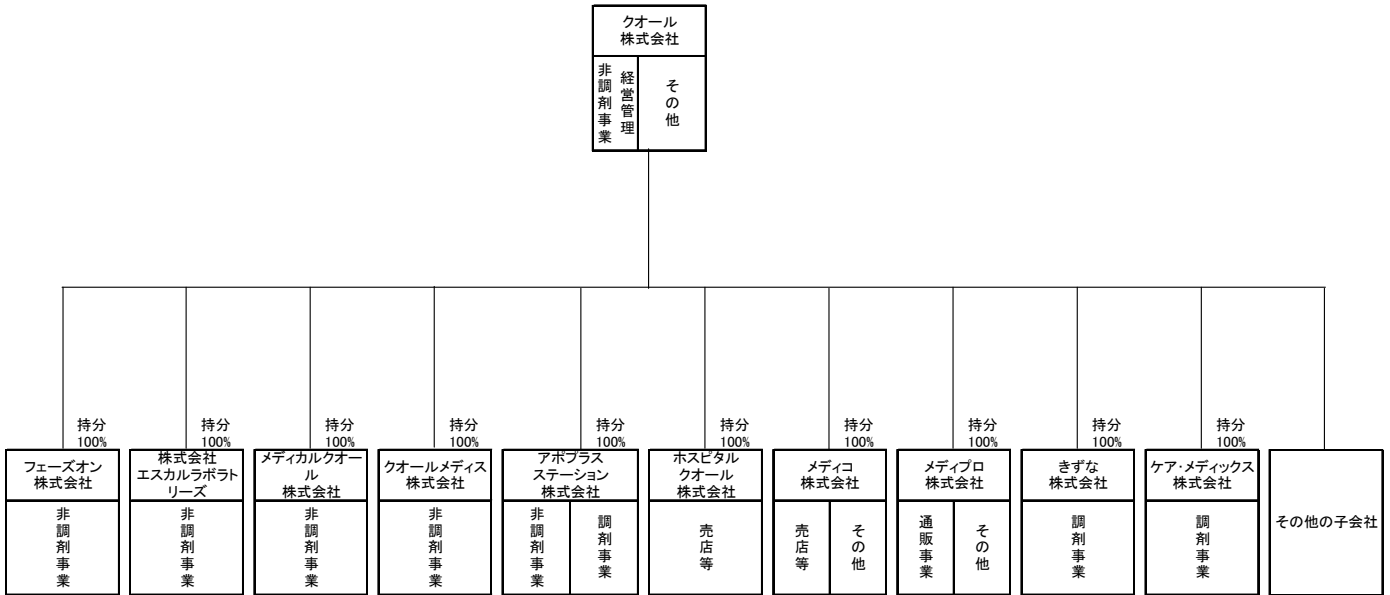 クオール
株式会社
非調剤事業
経営管理
その他
持分
100%
持分
100%
持分
100%
持分
100%
持分
100%
持分
100%
持分
100%
持分
100%
持分
100%
持分
100%
フェーズオン
株式会社
非調剤事業
株式会社
エスカルラボラト
リーズ
非調剤事業
メディカルクオー
ル
株式会社
非調剤事業
クオールメディス
株式会社
非調剤事業
アポプラス
ステーション
株式会社
非調剤事業
調剤事業
ホスピタル
クオール
株式会社
売店等
メディコ
株式会社
売店等
その他
メディプロ
株式会社
通販事業
その他
きずな
株式会社
調剤事業
ケア・メディックス
株式会社
調剤事業
その他の子会社